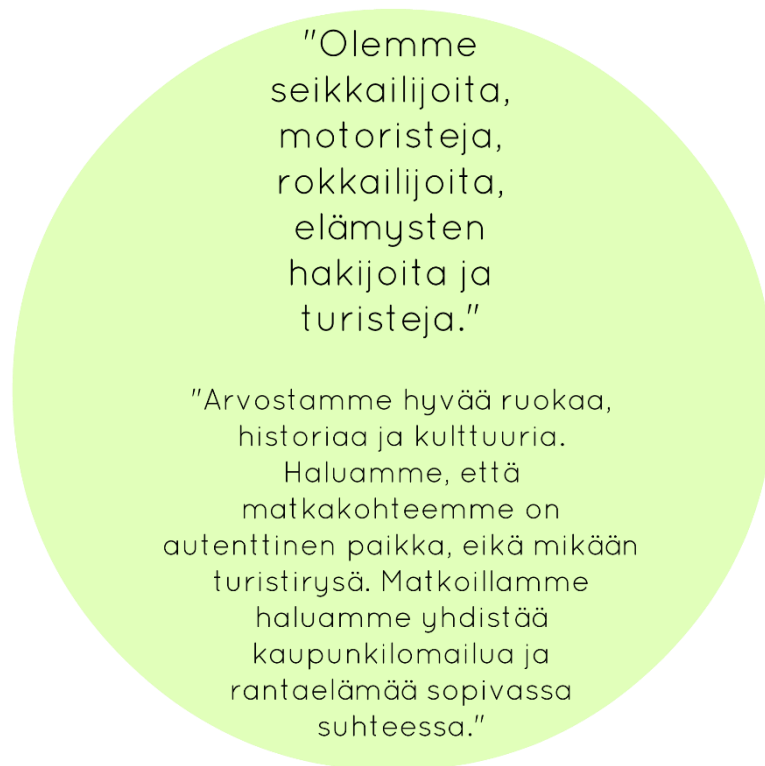 "Olemme
seikkailijoita,
motoristeja,
rokkailijoita,
elämysten
hakijoita ja
turisteja."
"Arvostamme hyvää ruokaa,
historiaa ja kulttuuria.
Haluamme, että
matkakohteemme on
autenttinen paikka, eikä mikään
turistirysä. Matkoillamme
haluamme yhdistää
kaupunkilomailua ja
rantaelämää sopivassa
suhteessa."